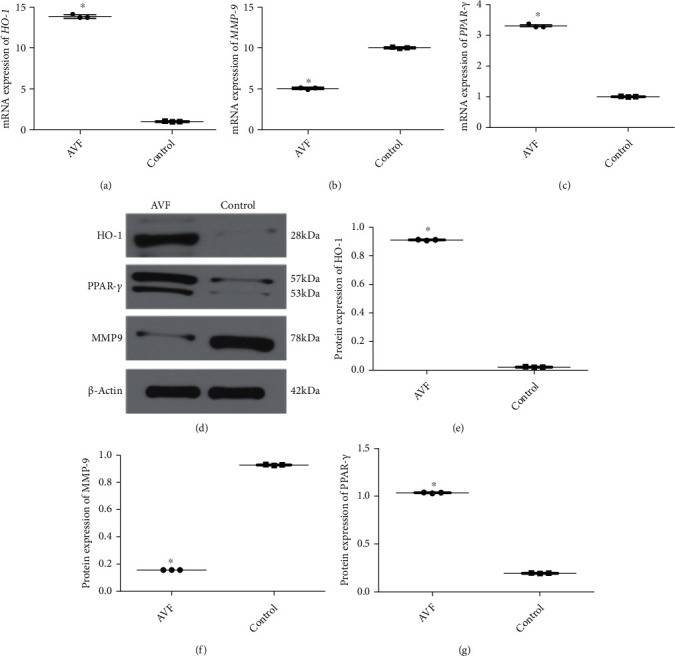 mRNA expression of HO-1
15
10
5
0
*
AVF
Control
(a)
mRNA expression of MMP-9
15
10
5
0
*
AVF
Control
(b)
mRNA expression of PPAR-γ
4
3
2
1
0
*
AVF
Control
(c)
AVF Control
HO-1 28kDa
PPAR-γ 57kDa
53kDa
MMP9 78kDa
β-Actin 42kDa
(d)
Protein expression of HO-1
1.0
0.8
0.6
0.4
0.2
0.0
*
AVF
Control
(e)
Protein expression of MMP-9
1.0
0.8
0.6
0.4
0.2
0.0
*
AVF
Control
(f)
Protein expression of PPAR-γ
1.5
1.0
0.5
0.0
*
AVF
Control
(g)